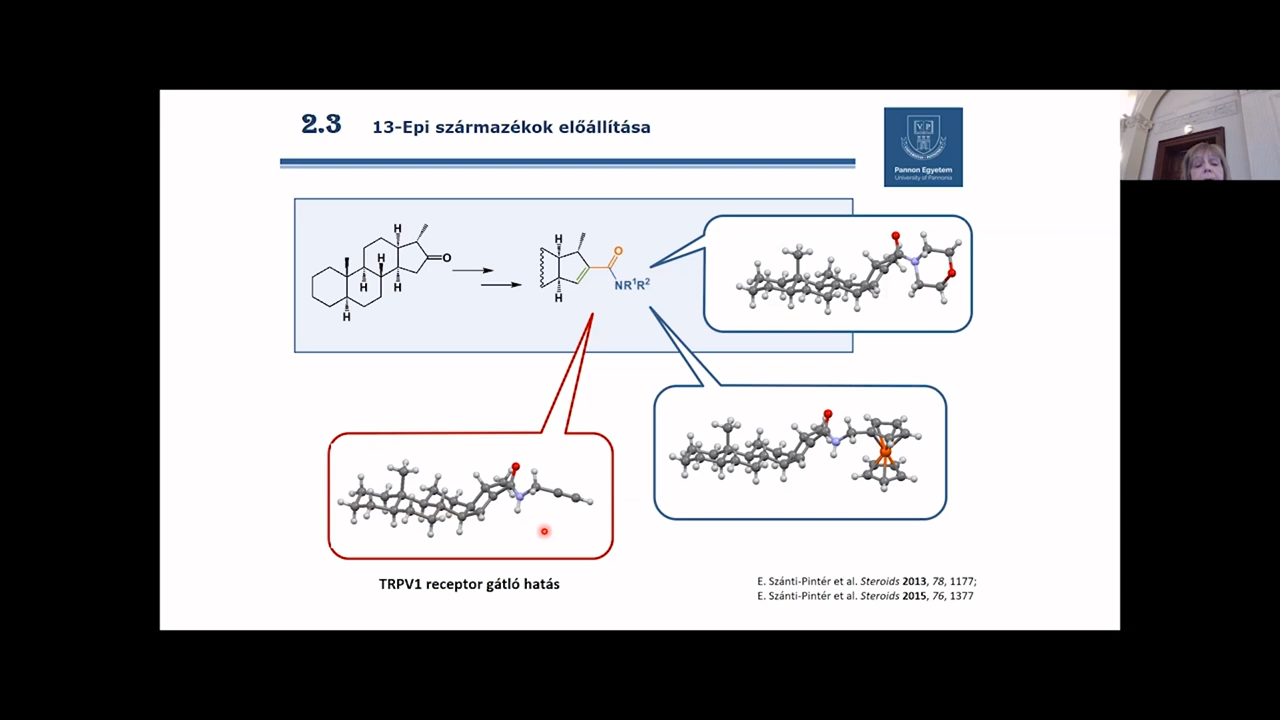 2.3 13-Epi származékok előállítása
VP
Pannon Egyetem
University of Pannonia
H
H
O
H
H
H
H
H
O
NR¹R²
H
TRPV1 receptor gátló hatás
E. Szánti-Pintér et al. Steroids 2013, 78, 1177;
E. Szánti-Pintér et al. Steroids 2015, 76, 1377